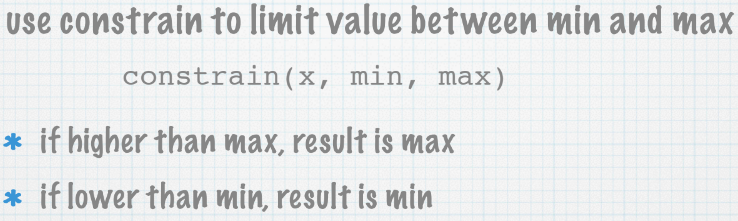 use constrain to limit value between min and max
constrain(x, min, max)
* if higher than max, result is max
* if lower than min, result is min